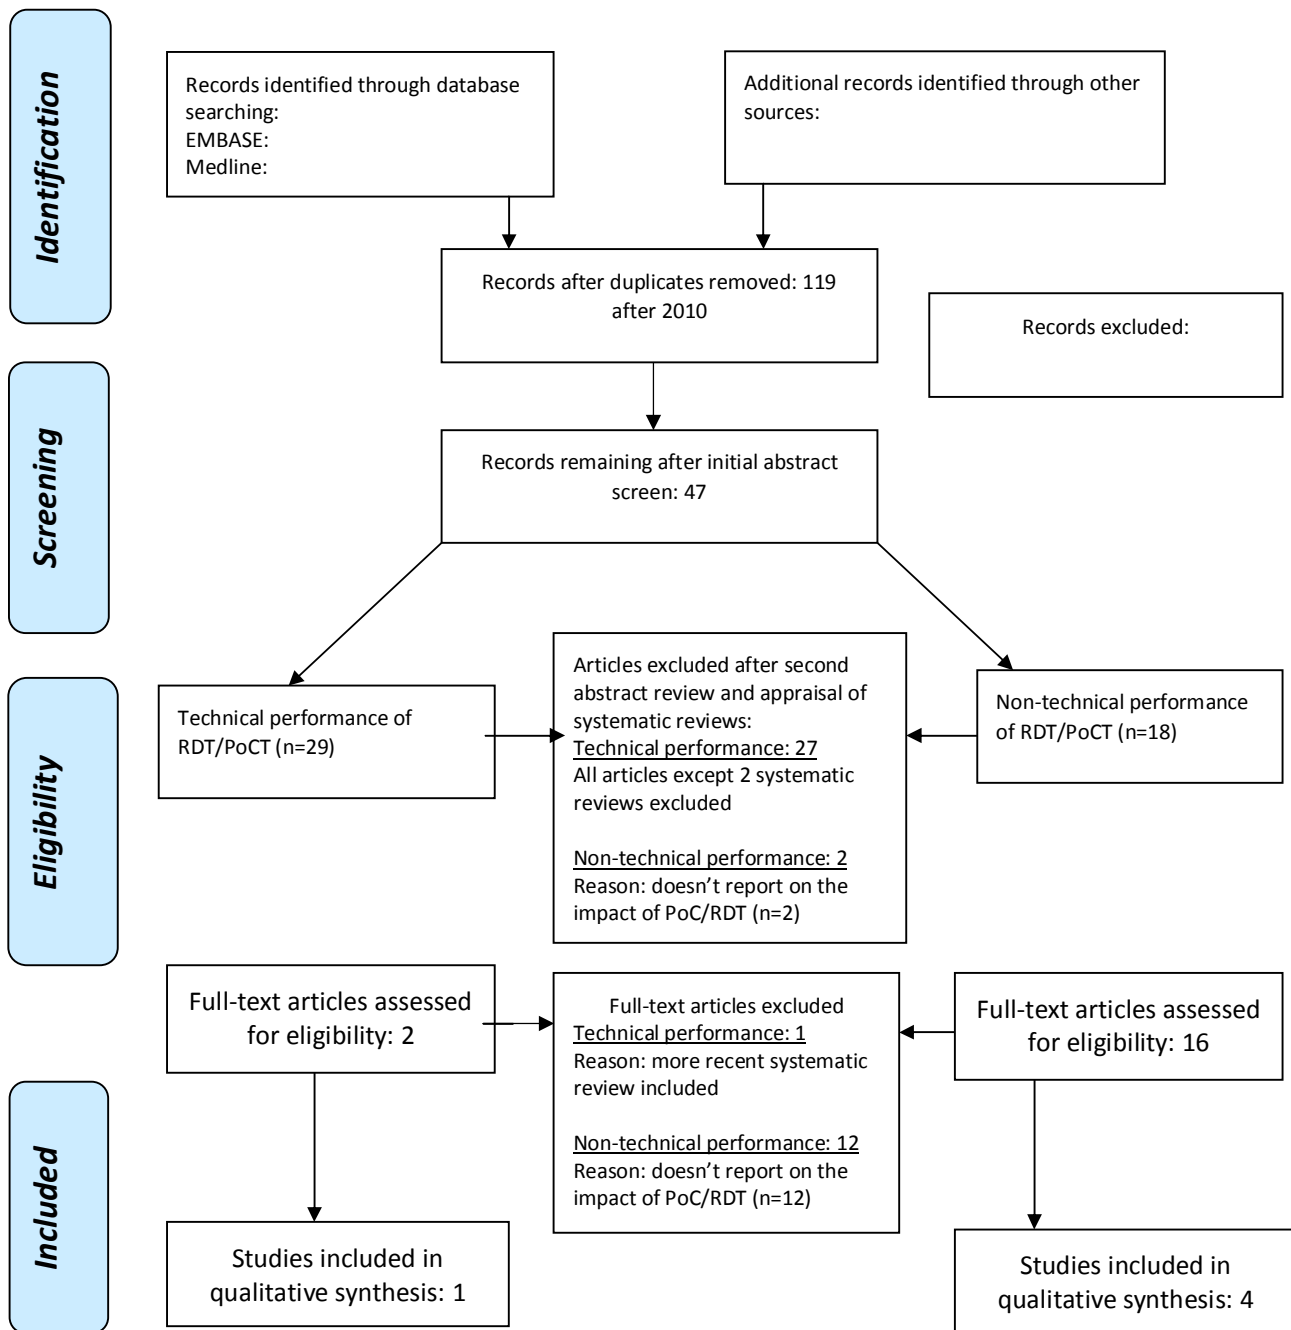 Identification
Records identified through database
searching:
EMBASE:
Medline:
Additional records identified through other
sources:
Records after duplicates removed: 119
after 2010
Records excluded:
Screening
Records remaining after initial abstract
screen: 47
Eligibility
Technical performance of
RDT/PoCT (n=29)
Articles excluded after second
abstract review and appraisal of
systematic reviews:
Technical performance: 27
All articles except 2 systematic
reviews excluded
Non-technical performance: 2
Reason: doesn’t report on the
impact of PoC/RDT (n=2)
Non-technical performance
of RDT/PoCT (n=18)
Full-text articles assessed
for eligibility: 2
Full-text articles excluded
Technical performance: 1
Reason: more recent systematic
review included
Non-technical performance: 12
Reason: doesn’t report on the
impact of PoC/RDT (n=12)
Full-text articles assessed
for eligibility: 16
Included
Studies included in
qualitative synthesis: 1
Studies included in
qualitative synthesis: 4